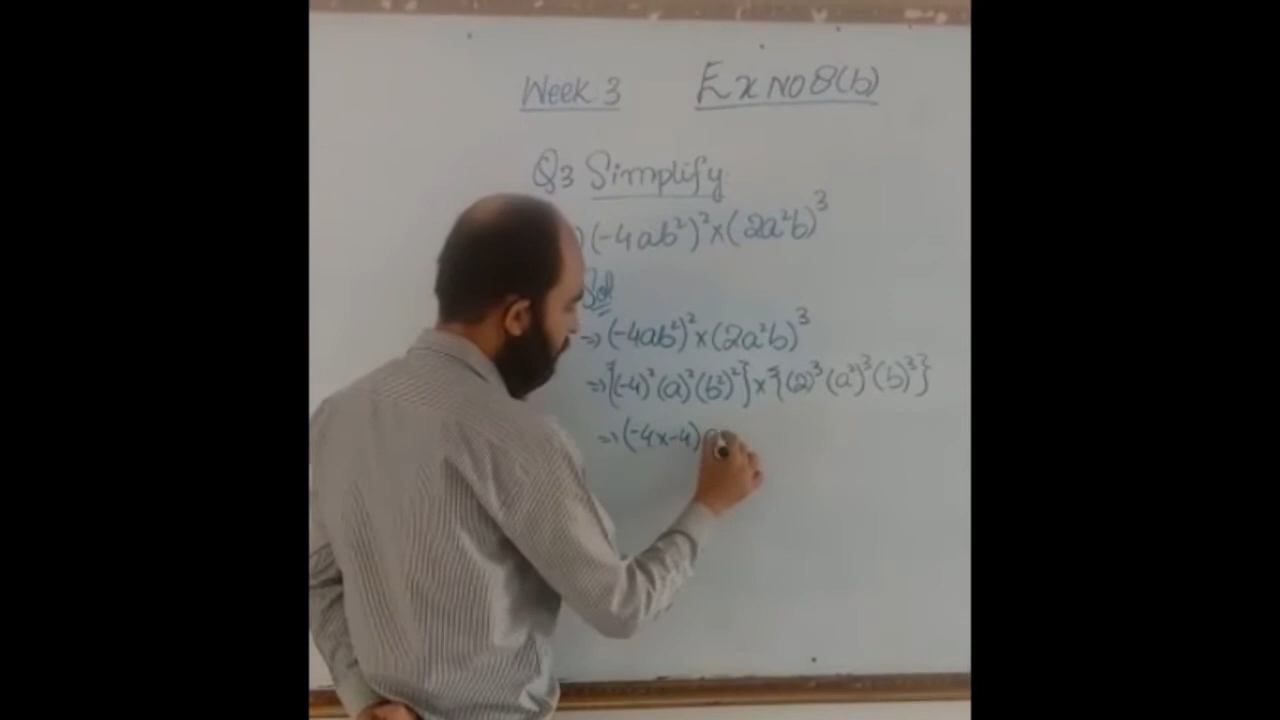 Week 3 Ex NO 8(b)
Q3 Simplify
) (-4ab²)²×(2a²b)³
Sol
=> (-4ab²)²×(2a²b)³
=> {(-4)²(a)²(b²)²}×{(2)³(a²)³(b)³}
=> (-4×-4)